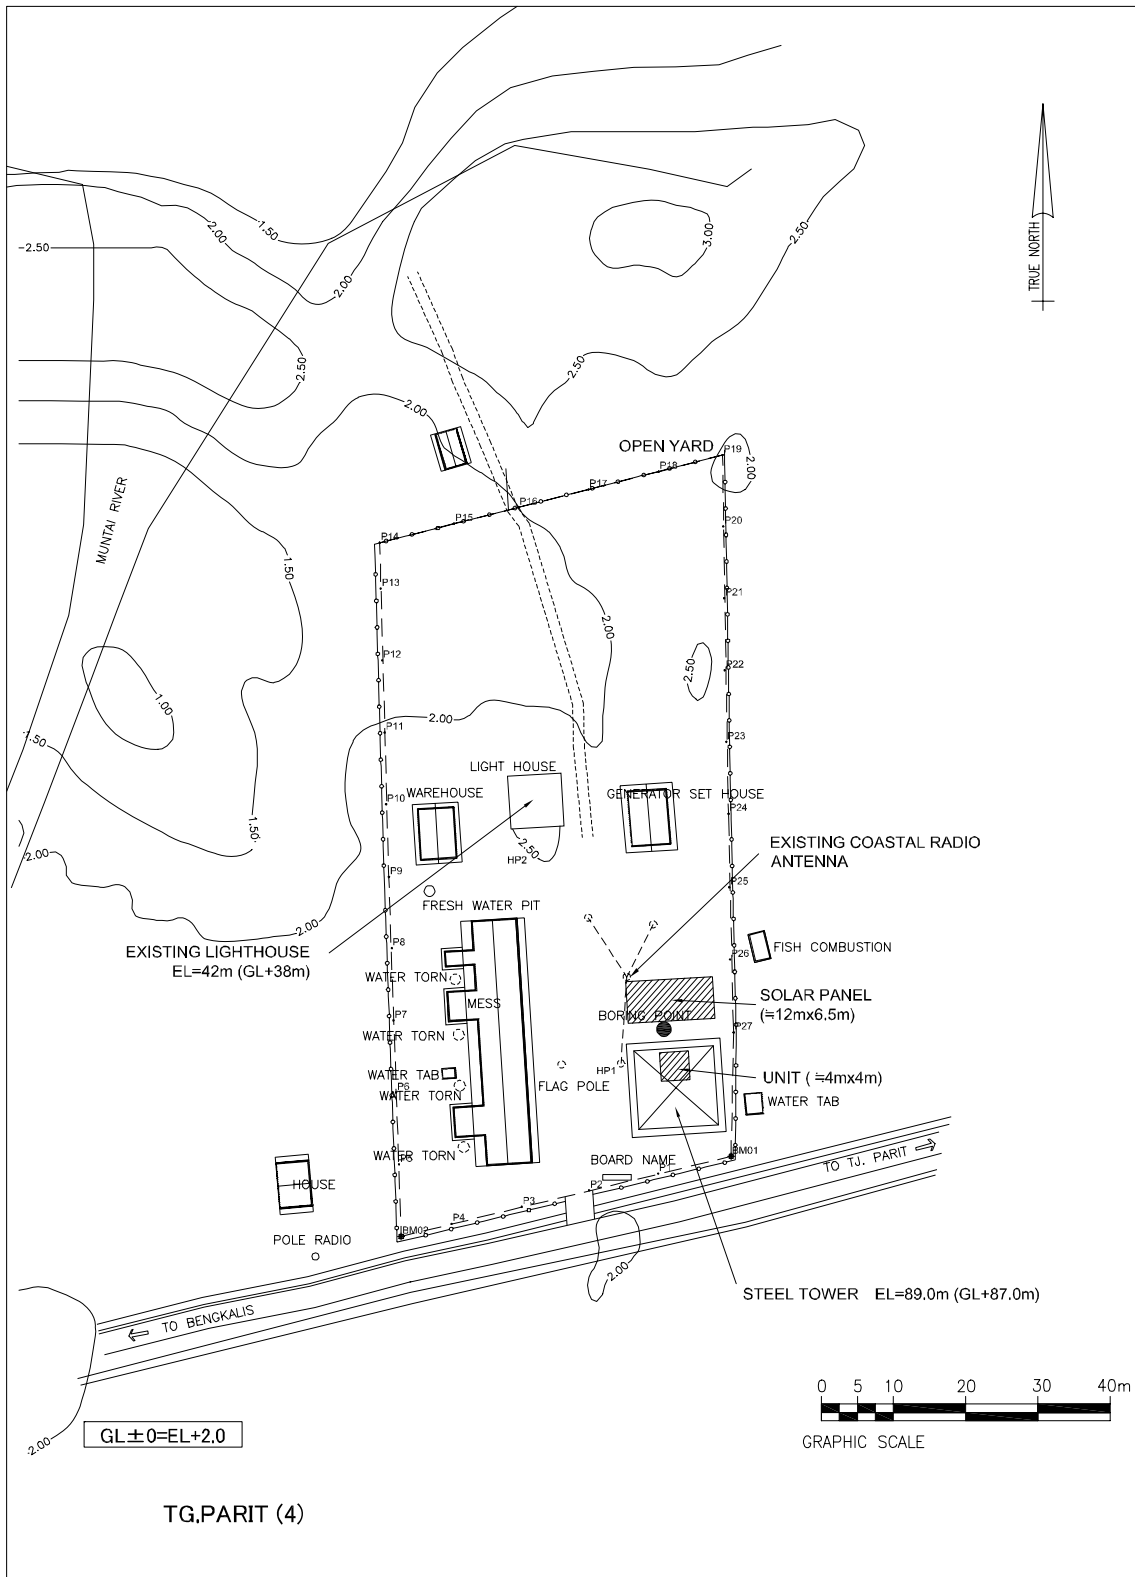 1.50
2.00
-2.50
2.00
3.00
2.50
TRUE NORTH
2.50
2.50
2.00
OPEN YARD
P19
2.00
P18
P17
P16
P15
P14
P20
MUNTAI RIVER
1.50
P13
P21
2.00
P12
P22
2.50
1.00
2.00
P11
P23
1.50
LIGHT HOUSE
WAREHOUSE
GENERATOR SET HOUSE
P10
P24
1.50
2.50
HP2
EXISTING COASTAL RADIO
ANTENNA
-2.00
P9
P25
FRESH WATER PIT
2.00
P8
P26
FISH COMBUSTION
EXISTING LIGHTHOUSE
EL=42m (GL+38m)
WATER TORN
MESS
SOLAR PANEL
(≒12mx6.5m)
BORING POINT
P7
P27
WATER TORN
HP1
WATER TAB
FLAG POLE
UNIT ( ≒4mx4m)
P6
WATER TORN
WATER TAB
WATER TORN
P5
BOARD NAME
BM01
P1
TO TJ. PARIT
HOUSE
P2
P3
P4
BM02
POLE RADIO
2.00
STEEL TOWER EL=89.0m (GL+87.0m)
TO BENGKALIS
0 5 10 20 30 40m
GRAPHIC SCALE
-2.00
GL±0=EL+2.0
TG.PARIT (4)